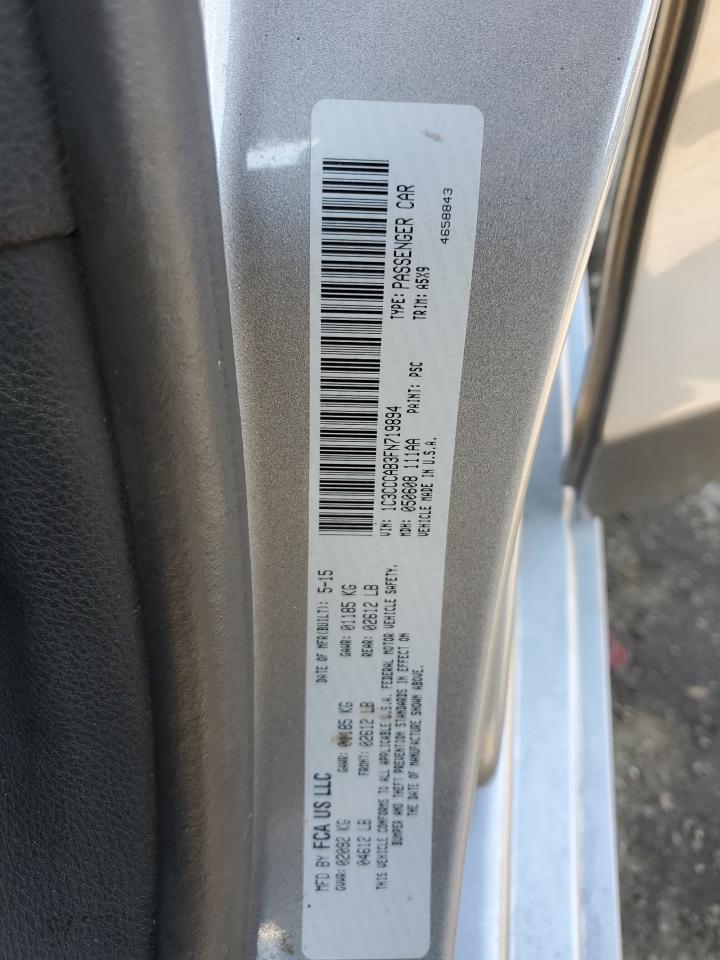 MFD BY FCA US LLC
DATE OF MFR(BUILT): 5-15
GVWR: 02092 KG GAWR: 01185 KG GAWR: 01185 KG
04612 LB FRONT: 02612 LB REAR: 02612 LB
THIS VEHICLE CONFORMS TO ALL APPLICABLE U.S.A. FEDERAL MOTOR VEHICLE SAFETY,
BUMPER AND THEFT PREVENTION STANDARDS IN EFFECT ON
THE DATE OF MANUFACTURE SHOWN ABOVE.
VIN: 1C3CCCAB3FN719894 TYPE: PASSENGER CAR
MDH: 050608 111AA PAINT: PSC TRIM: A5X9
VEHICLE MADE IN U.S.A.
4658843